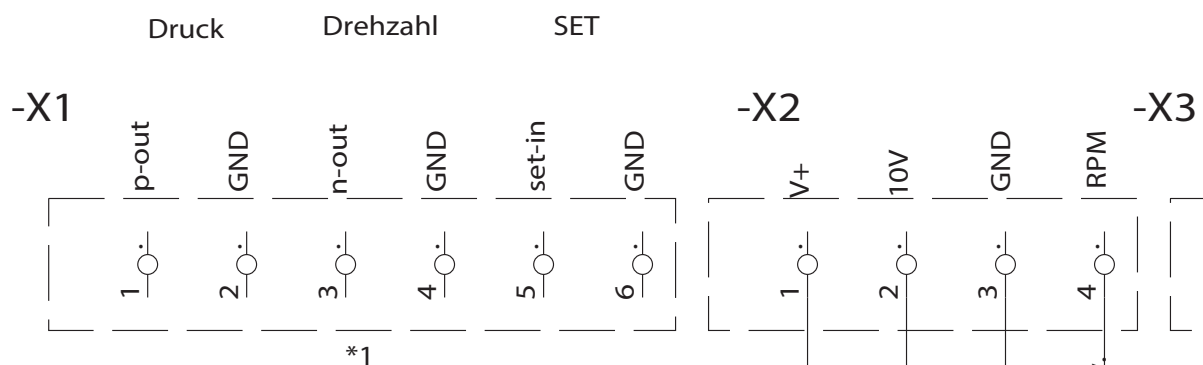 Druck Drehzahl SET
-X1 -X2 -X3
p-out GND n-out GND set-in GND V+ 10V GND RPM
1 2 3 4 5 6 1 2 3 4
*1